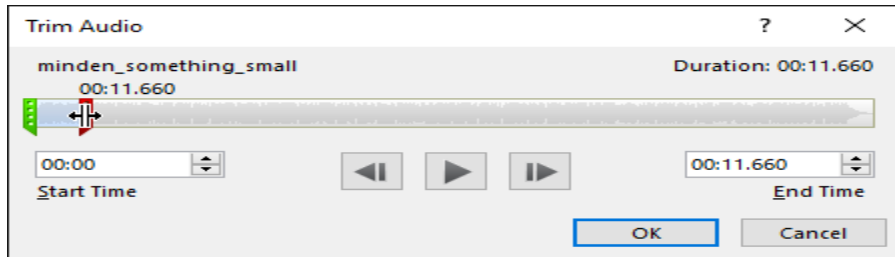 Trim Audio ?
minden_something_small Duration: 00:11.660
00:11.660
00:00 00:11.660
Start Time End Time
OK Cancel